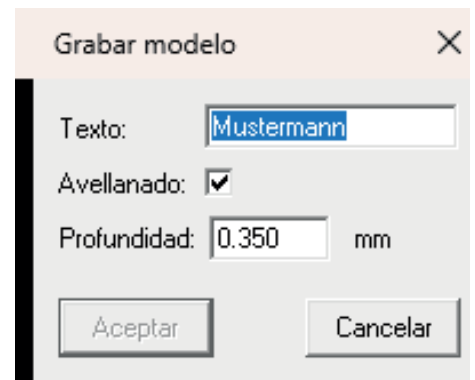 Grabar modelo
Texto: Mustermann
Avellanado:
Profundidad: 0.350 mm
Aceptar Cancelar